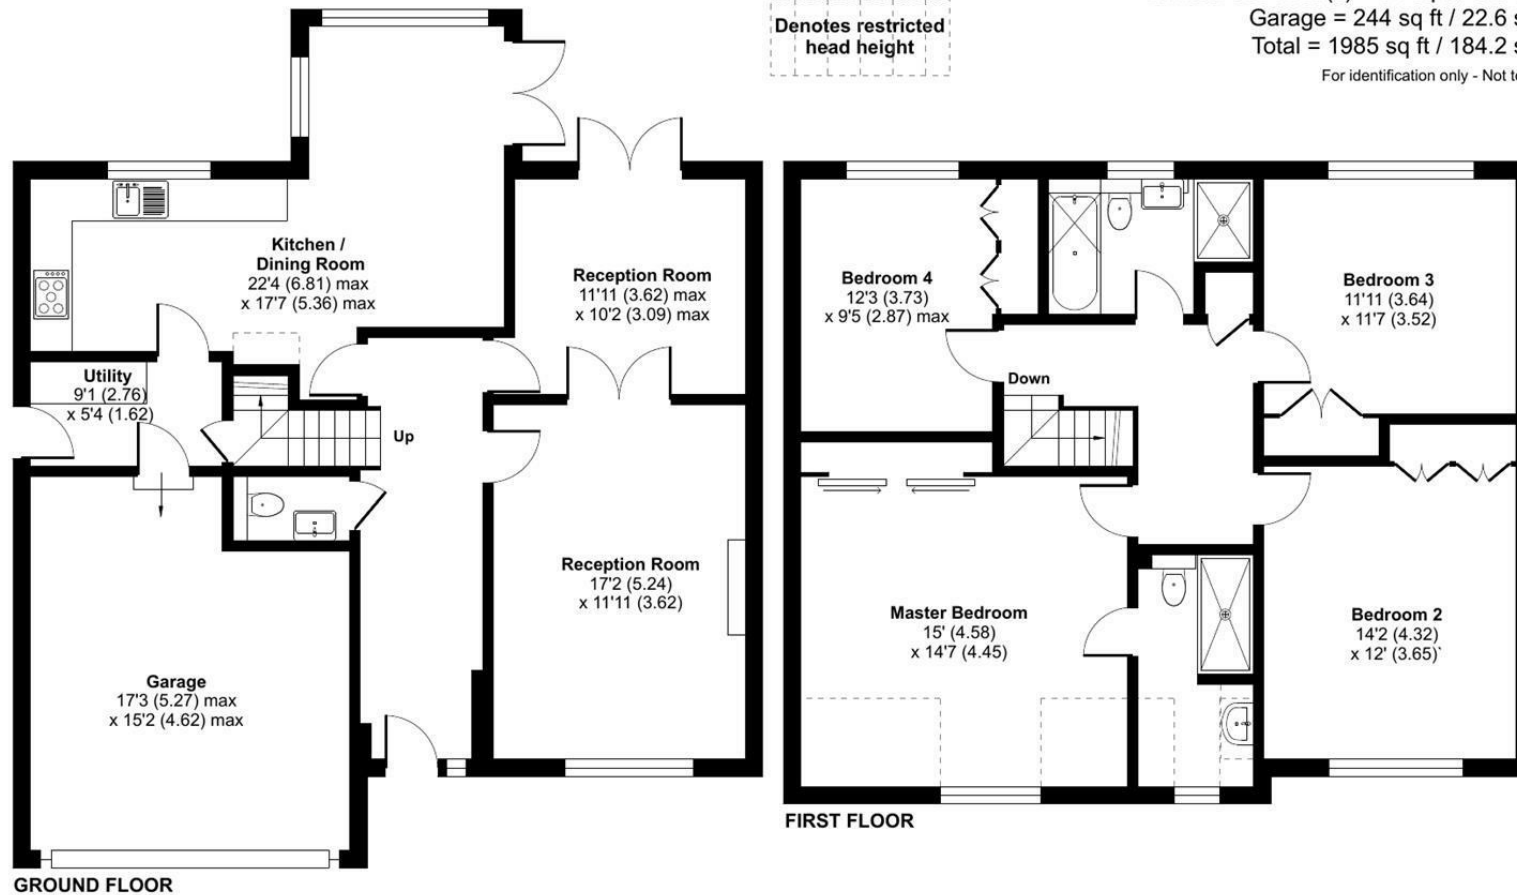 Denotes restricted
head height
Garage = 244 sq ft / 22.6
Total = 1985 sq ft / 184.2
For identification only - Not
Kitchen /
Dining Room
22'4 (6.81) max
x 17'7 (5.36) max
Reception Room
11'11 (3.62) max
x 10'2 (3.09) max
Utility
9'1 (2.76)
x 5'4 (1.62)
Up
Reception Room
17'2 (5.24)
x 11'11 (3.62)
Garage
17'3 (5.27) max
x 15'2 (4.62) max
GROUND FLOOR
Bedroom 4
12'3 (3.73)
x 9'5 (2.87) max
Bedroom 3
11'11 (3.64)
x 11'7 (3.52)
Down
Master Bedroom
15' (4.58)
x 14'7 (4.45)
Bedroom 2
14'2 (4.32)
x 12' (3.65)`
FIRST FLOOR